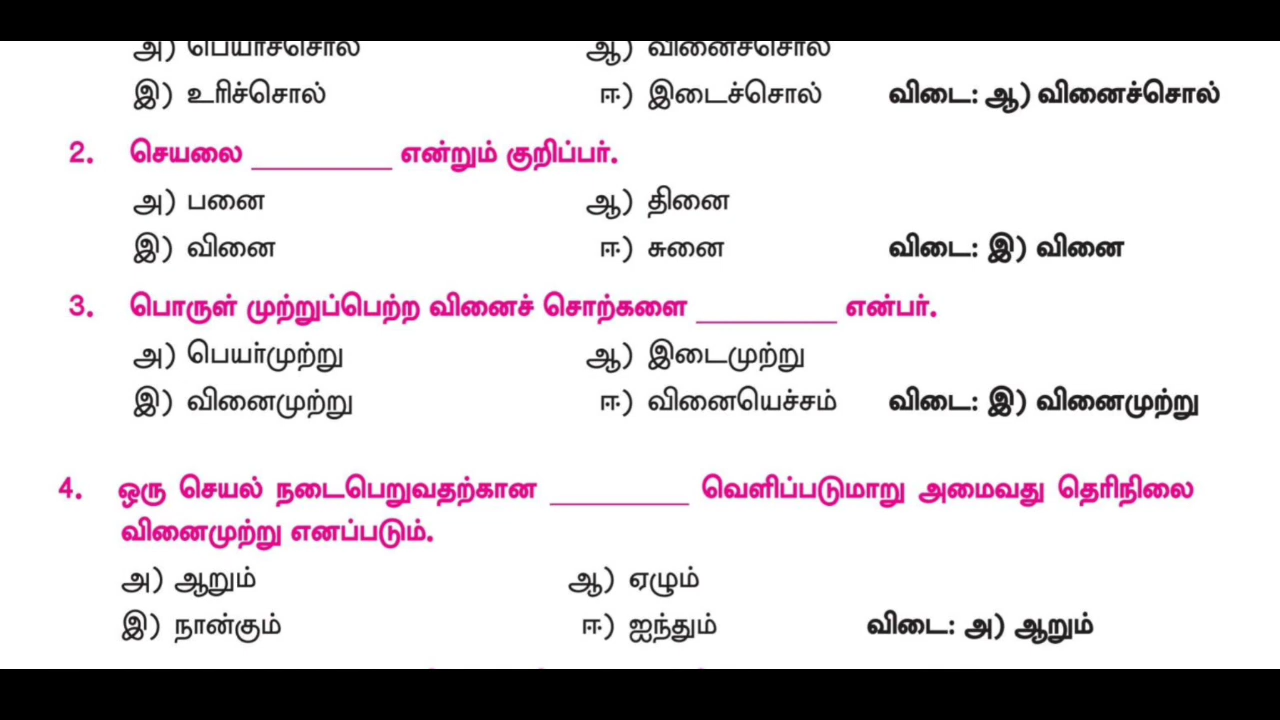 அ) பெயர்ச்சொல் ஆ) வினைச்சொல்
இ) உரிச்சொல் ஈ) இடைச்சொல் விடை: ஆ) வினைச்சொல்
2. செயலை __________ என்றும் குறிப்பர்.
அ) பனை ஆ) தினை
இ) வினை ஈ) சுனை விடை: இ) வினை
3. பொருள் முற்றுப்பெற்ற வினைச் சொற்களை __________ என்பர்.
அ) பெயர்முற்று ஆ) இடைமுற்று
இ) வினைமுற்று ஈ) வினையெச்சம் விடை: இ) வினைமுற்று
4. ஒரு செயல் நடைபெறுவதற்கான __________ வெளிப்படுமாறு அமைவது தெரிநிலை
வினைமுற்று எனப்படும்.
அ) ஆறும் ஆ) ஏழும்
இ) நான்கும் ஈ) ஐந்தும் விடை: அ) ஆறும்